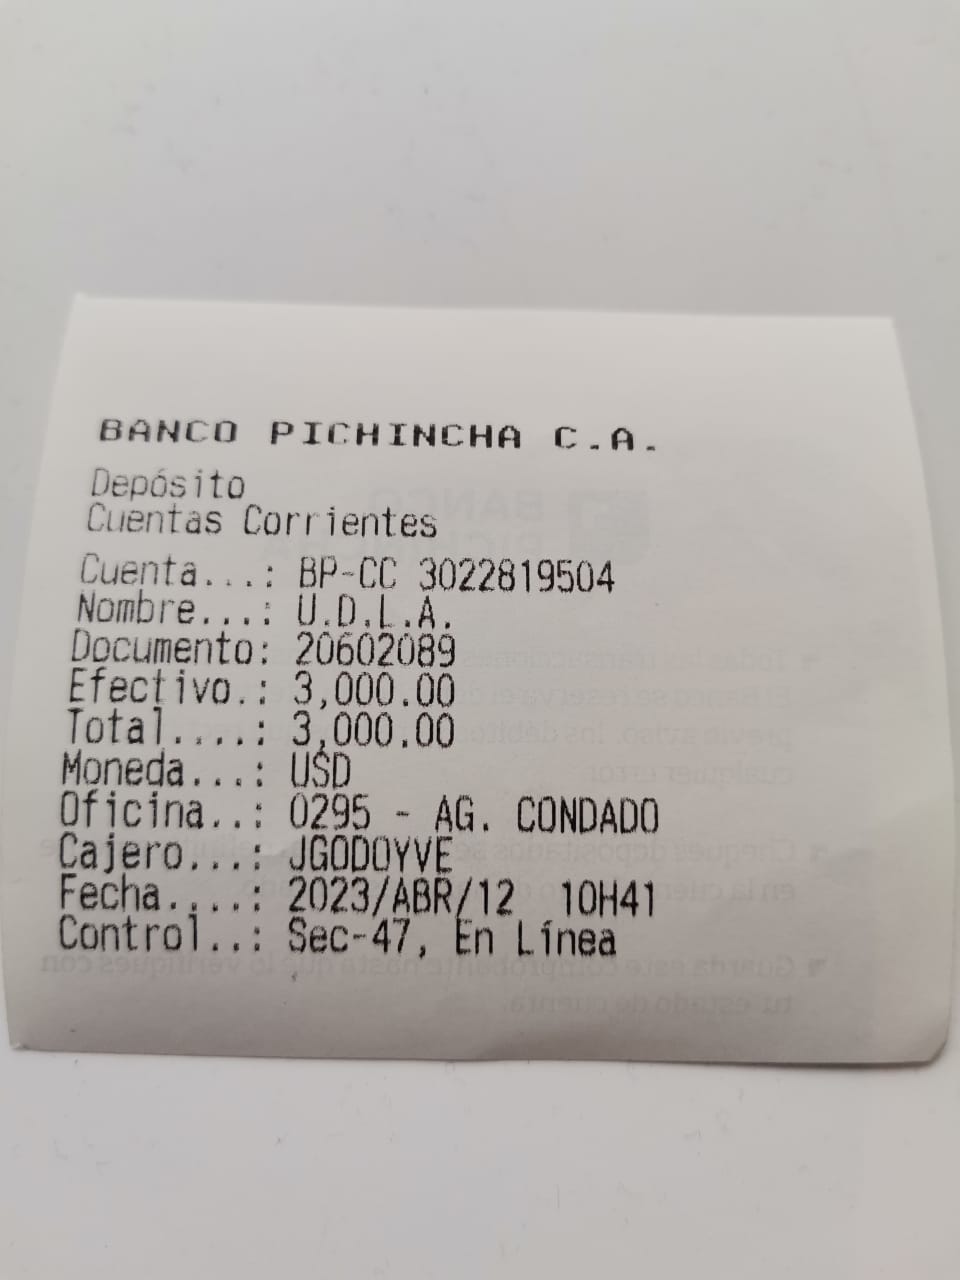 BANCO PICHINCHA C.A.
Depósito
Cuentas Corrientes
Cuenta...: BP-CC 3022819504
Nombre...: U.D.L.A.
Documento: 20602089
Efectivo.: 3,000.00
Total....: 3,000.00
Moneda...: USD
Oficina..: 0295 - AG. CONDADO
Cajero...: JGODOYVE
Fecha....: 2023/ABR/12 10H41
Control..: Sec-47, En Línea